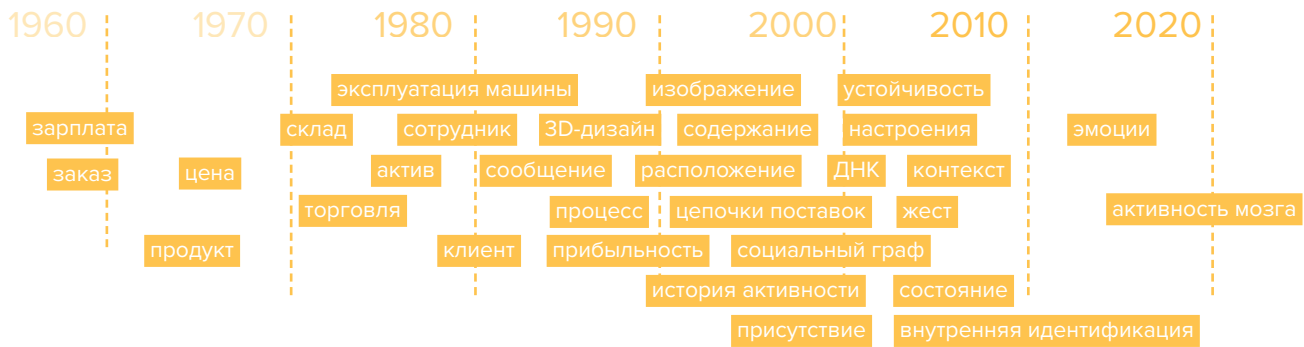 1960 1970 1980 1990 2000 2010 2020
эксплуатация машины изображение устойчивость
зарплата склад сотрудник 3D-дизайн содержание настроения эмоции
заказ цена актив сообщение расположение ДНК контекст
торговля процесс цепочки поставок жест активность мозга
продукт клиент прибыльность социальный граф
история активности состояние
присутствие внутренняя идентификация